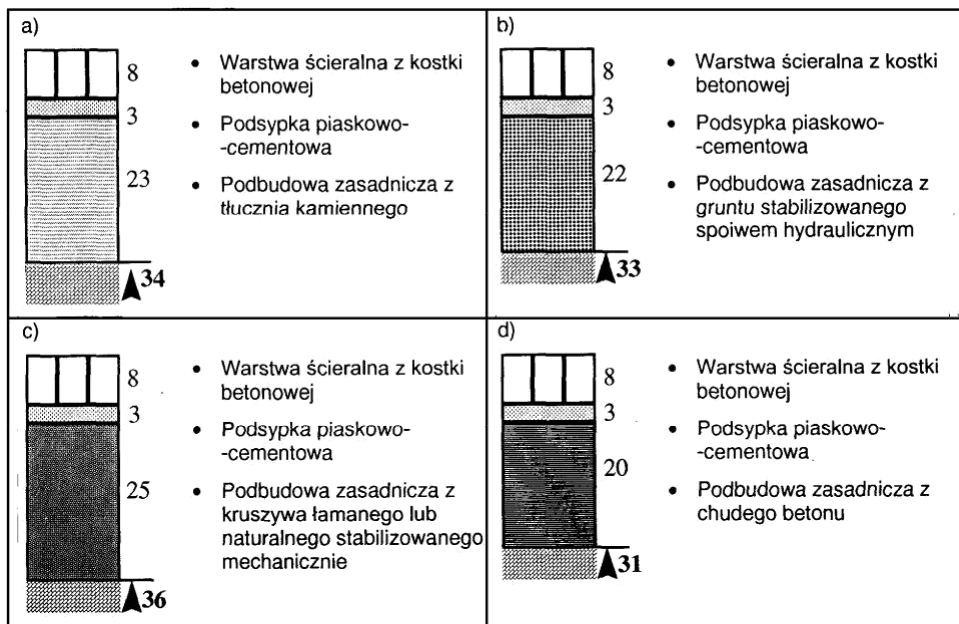 a)
8
3
23
34
• Warstwa ścieralna z kostki
betonowej
• Podsypka piaskowo-
-cementowa
• Podbudowa zasadnicza z
tłucznia kamiennego
b)
8
3
22
33
• Warstwa ścieralna z kostki
betonowej
• Podsypka piaskowo-
-cementowa
• Podbudowa zasadnicza z
gruntu stabilizowanego
spoiwem hydraulicznym
c)
8
3
25
36
• Warstwa ścieralna z kostki
betonowej
• Podsypka piaskowo-
-cementowa
• Podbudowa zasadnicza z
kruszywa łamanego lub
naturalnego stabilizowanego
mechanicznie
d)
8
3
20
31
• Warstwa ścieralna z kostki
betonowej
• Podsypka piaskowo-
-cementowa
• Podbudowa zasadnicza z
chudego betonu